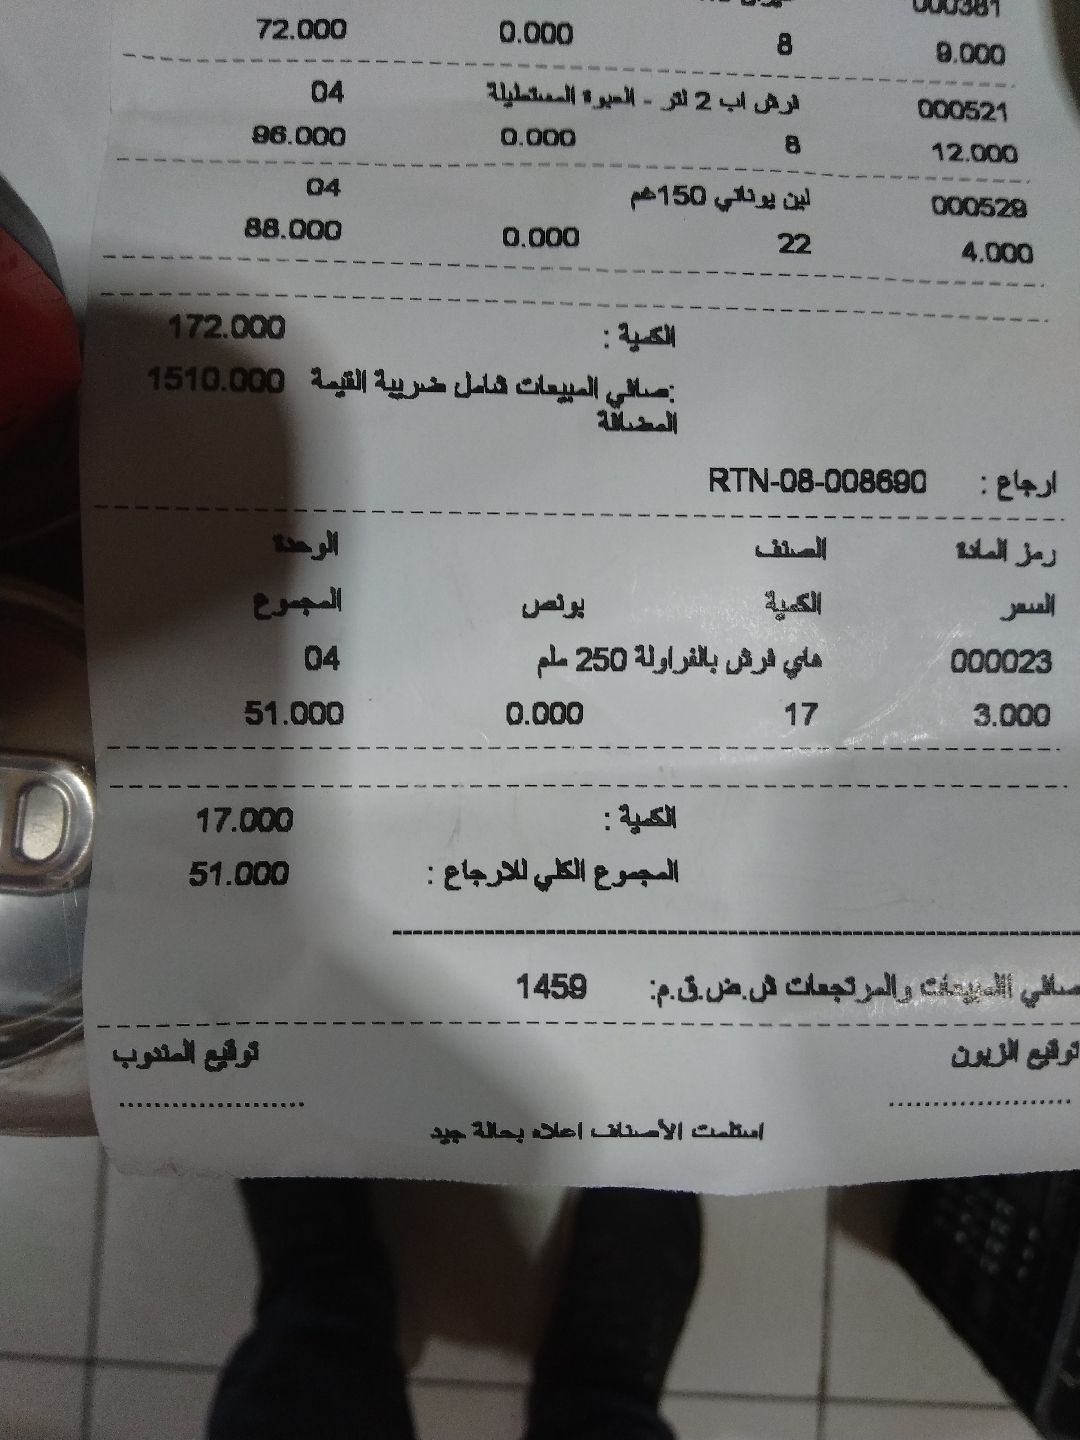 000381
9.000 8 0.000 72.000
000521 فرش اب 2 لتر - العبوة المستطيلة 04
12.000 8 0.000 96.000
000529 لبن يوناني 150غم 04
4.000 22 0.000 88.000
الكمية : 172.000
صافي المبيعات شامل ضريبة القيمة المضافة: 1510.000
ارجاع : RTN-08-008690
رمز المادة الصنف الوحدة
السعر الكمية بونص المجموع
000023 هاي فرش بالفراولة 250 ملم 04
3.000 17 0.000 51.000
الكمية : 17.000
المجموع الكلي للارجاع : 51.000
صافي المبيعات والمرتجعات ش.ض.ق.م: 1459
توقيع الزبون توقيع المندوب
استلمت الأصناف اعلاه بحالة جيد